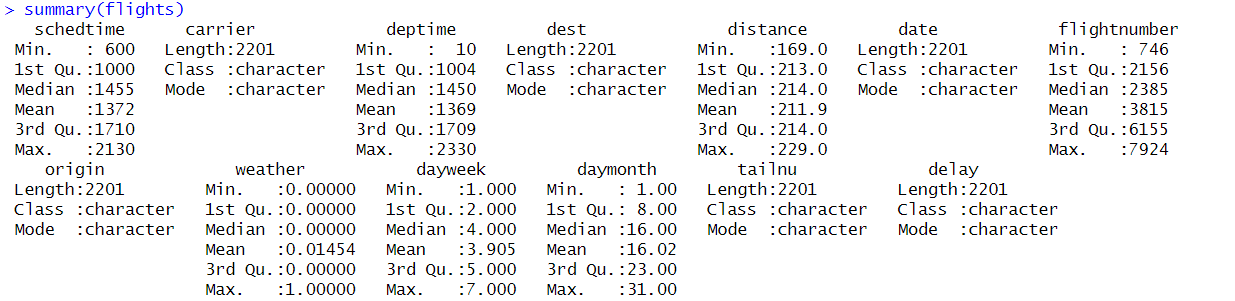 > summary(flights)
   schedtime      carrier             deptime         dest              distance         date            flightnumber 
 Min.   : 600   Length:2201        Min.   :  10   Length:2201        Min.   :169.0   Length:2201        Min.   : 746  
 1st Qu.:1000   Class :character   1st Qu.:1004   Class :character   1st Qu.:213.0   Class :character   1st Qu.:2156  
 Median :1455   Mode  :character   Median :1450   Mode  :character   Median :214.0   Mode  :character   Median :2385  
 Mean   :1372                      Mean   :1369                      Mean   :211.9                      Mean   :3815  
 3rd Qu.:1710                      3rd Qu.:1709                      3rd Qu.:214.0                      3rd Qu.:6155  
 Max.   :2130                      Max.   :2330                      Max.   :229.0                      Max.   :7924  
    origin             weather           dayweek         daymonth        tailnu             delay          
 Length:2201        Min.   :0.00000   Min.   :1.000   Min.   : 1.00   Length:2201        Length:2201       
 Class :character   1st Qu.:0.00000   1st Qu.:2.000   1st Qu.: 8.00   Class :character   Class :character  
 Mode  :character   Median :0.00000   Median :4.000   Median :16.00   Mode  :character   Mode  :character  
                    Mean   :0.01454   Mean   :3.905   Mean   :16.02                                        
                    3rd Qu.:0.00000   3rd Qu.:5.000   3rd Qu.:23.00                                        
                    Max.   :1.00000   Max.   :7.000   Max.   :31.00